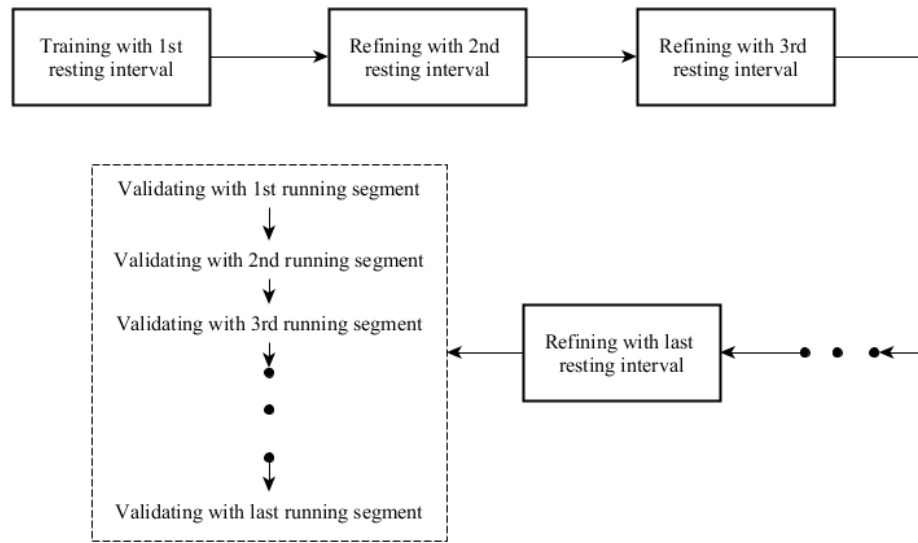 Training with 1st
resting interval
Refining with 2nd
resting interval
Refining with 3rd
resting interval
Validating with 1st running segment
Validating with 2nd running segment
Validating with 3rd running segment
Validating with last running segment
Refining with last
resting interval